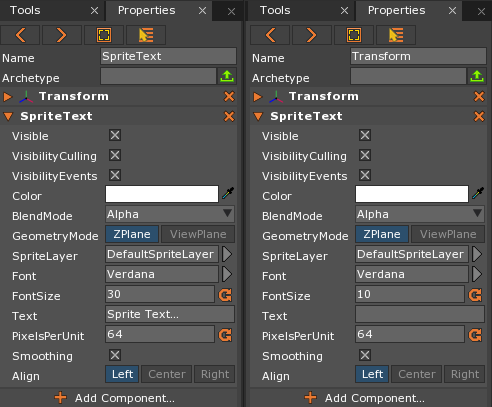 Tools Properties
Name SpriteText
Archetype
Transform
SpriteText
Visible
VisibilityCulling
VisibilityEvents
Color
BlendMode Alpha
GeometryMode ZPlane ViewPlane
SpriteLayer DefaultSpriteLayer
Font Verdana
FontSize 30
Text Sprite Text...
PixelsPerUnit 64
Smoothing
Align Left Center Right
Add Component...
Tools Properties
Name Transform
Archetype
Transform
SpriteText
Visible
VisibilityCulling
VisibilityEvents
Color
BlendMode Alpha
GeometryMode ZPlane ViewPlane
SpriteLayer DefaultSpriteLayer
Font Verdana
FontSize 10
Text
PixelsPerUnit 64
Smoothing
Align Left Center Right
Add Component...